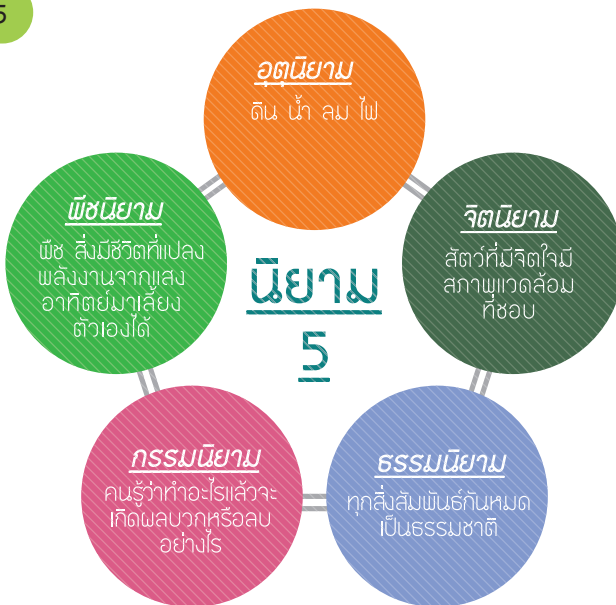 5
อุตุนิยาม
ดิน น้ำ ลม ไฟ
พืชนิยาม
พืช สิ่งมีชีวิตที่แปลง
พลังงานจากแสง
อาทิตย์มาเลี้ยง
ตัวเองได้
จิตนิยาม
สัตว์ที่มีจิตใจมี
สภาพแวดล้อม
ที่ชอบ
นิยาม
5
กรรมนิยาม
คนรู้ว่าทำอะไรแล้วจะ
เกิดผลบวกหรือลบ
อย่างไร
ธรรมนิยาม
ทุกสิ่งสัมพันธ์กันหมด
เป็นธรรมชาติ